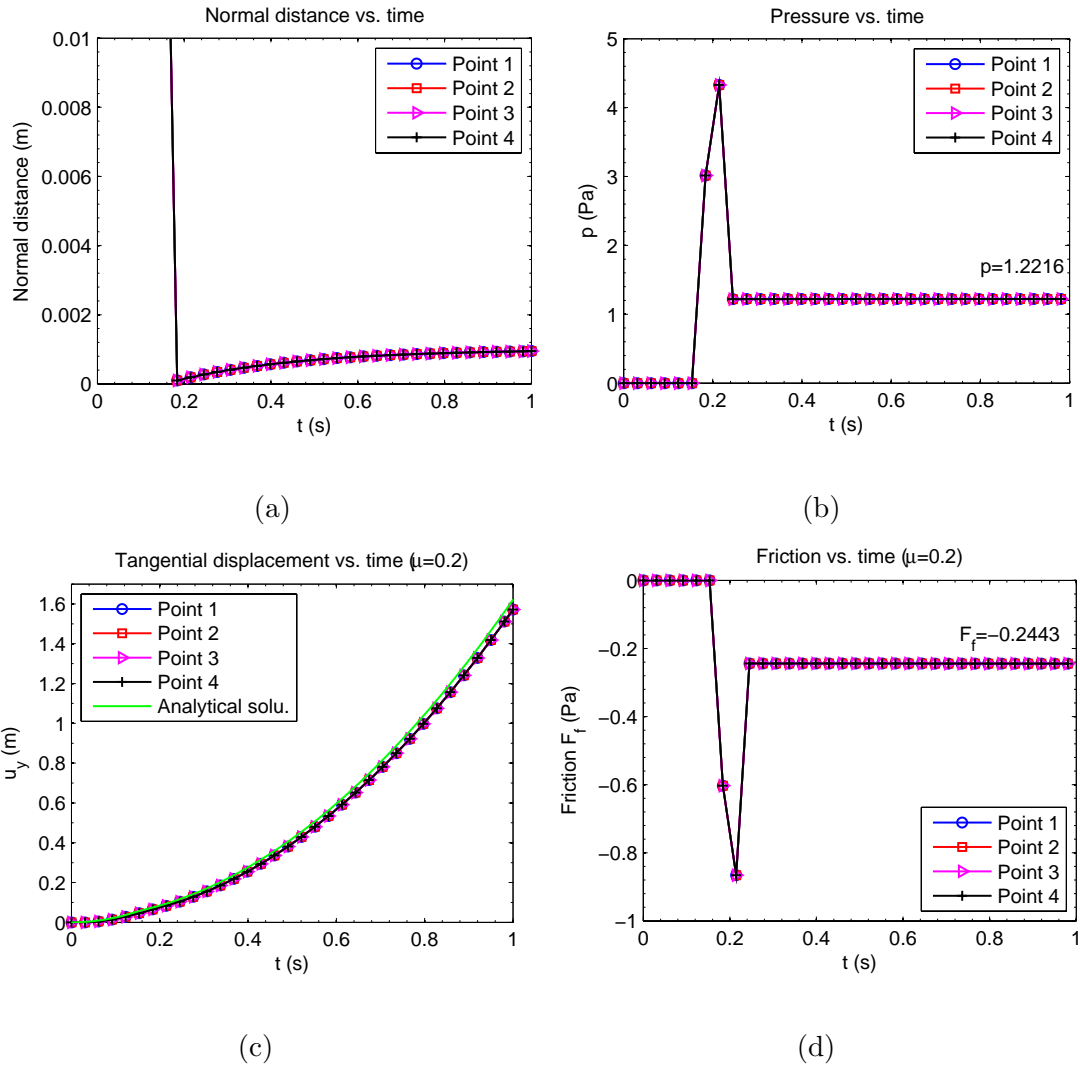 Normal distance vs. time
0.01
0.008
0.006
0.004
0.002
0
Normal distance (m)
Point 1
Point 2
Point 3
Point 4
0 0.2 0.4 0.6 0.8 1
t (s)
(a)
Pressure vs. time
5
4
3
2
1
0
p (Pa)
Point 1
Point 2
Point 3
Point 4
p=1.2216
0 0.2 0.4 0.6 0.8 1
t (s)
(b)
Tangential displacement vs. time (μ=0.2)
1.6
1.4
1.2
1
0.8
0.6
0.4
0.2
0
u_y (m)
Point 1
Point 2
Point 3
Point 4
Analytical solu.
0 0.2 0.4 0.6 0.8 1
t (s)
(c)
Friction vs. time (μ=0.2)
0
−0.2
−0.4
−0.6
−0.8
−1
Friction F_f (Pa)
F_f=−0.2443
Point 1
Point 2
Point 3
Point 4
0 0.2 0.4 0.6 0.8 1
t (s)
(d)